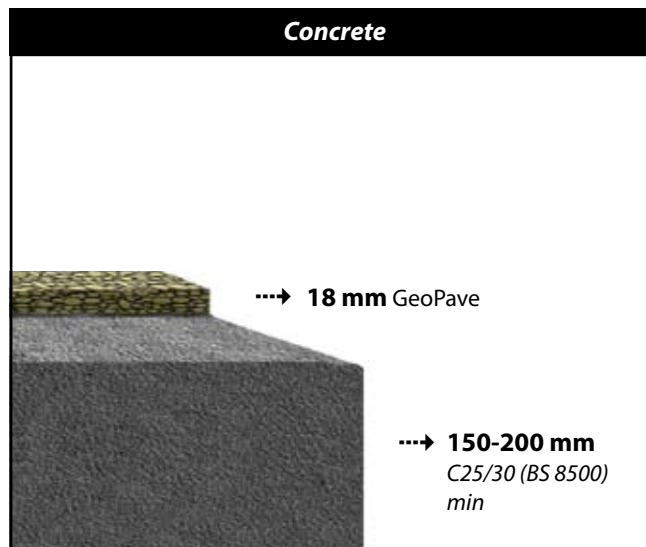 Concrete
18 mm GeoPave
150-200 mm
C25/30 (BS 8500)
min